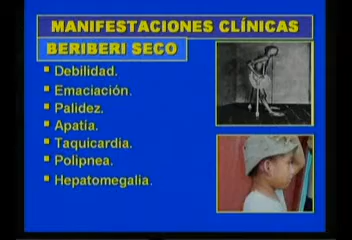 MANIFESTACIONES CLÍNICAS
BERIBERI SECO
Debilidad.
Emaciación.
Palidez.
Apatía.
Taquicardia.
Polipnea.
Hepatomegalia.